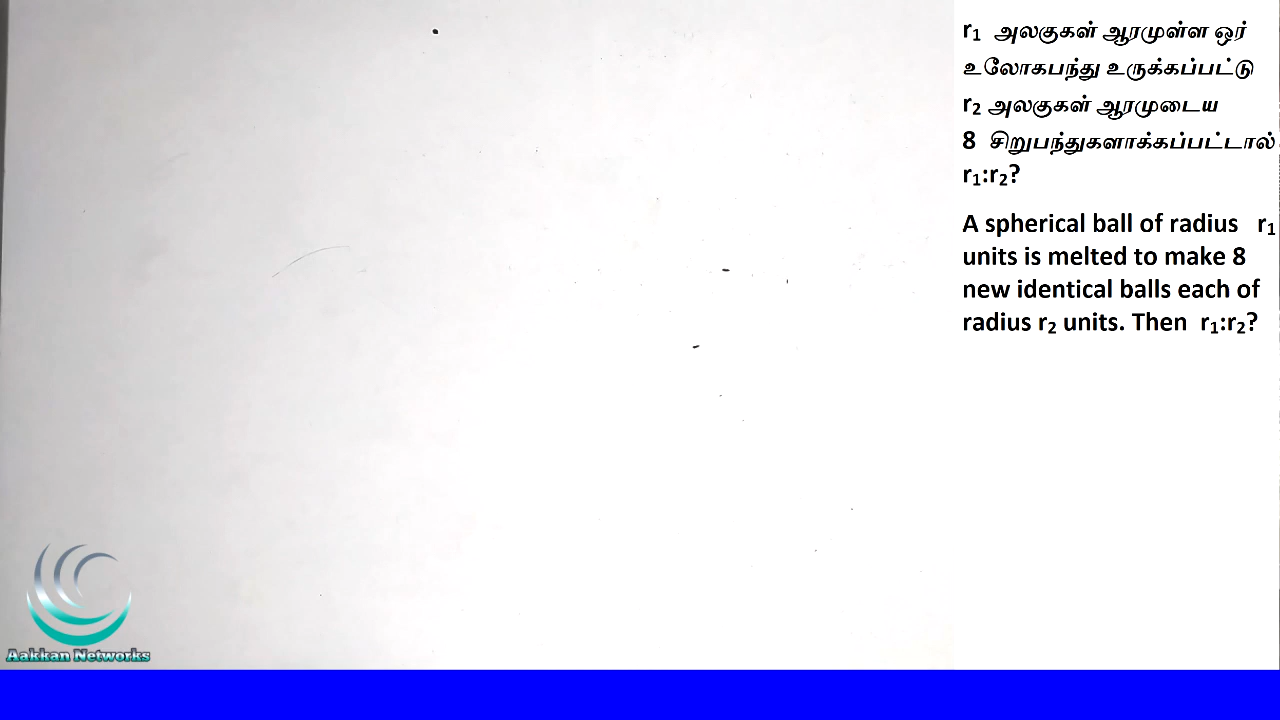 r₁ அலகுகள் ஆரமுள்ள ஒர்
உலோகபந்து உருக்கப்பட்டு
r₂ அலகுகள் ஆரமுடைய
8 சிறுபந்துகளாக்கப்பட்டால்
r₁:r₂?
A spherical ball of radius r₁
units is melted to make 8
new identical balls each of
radius r₂ units. Then r₁:r₂?
Aakkan Networks